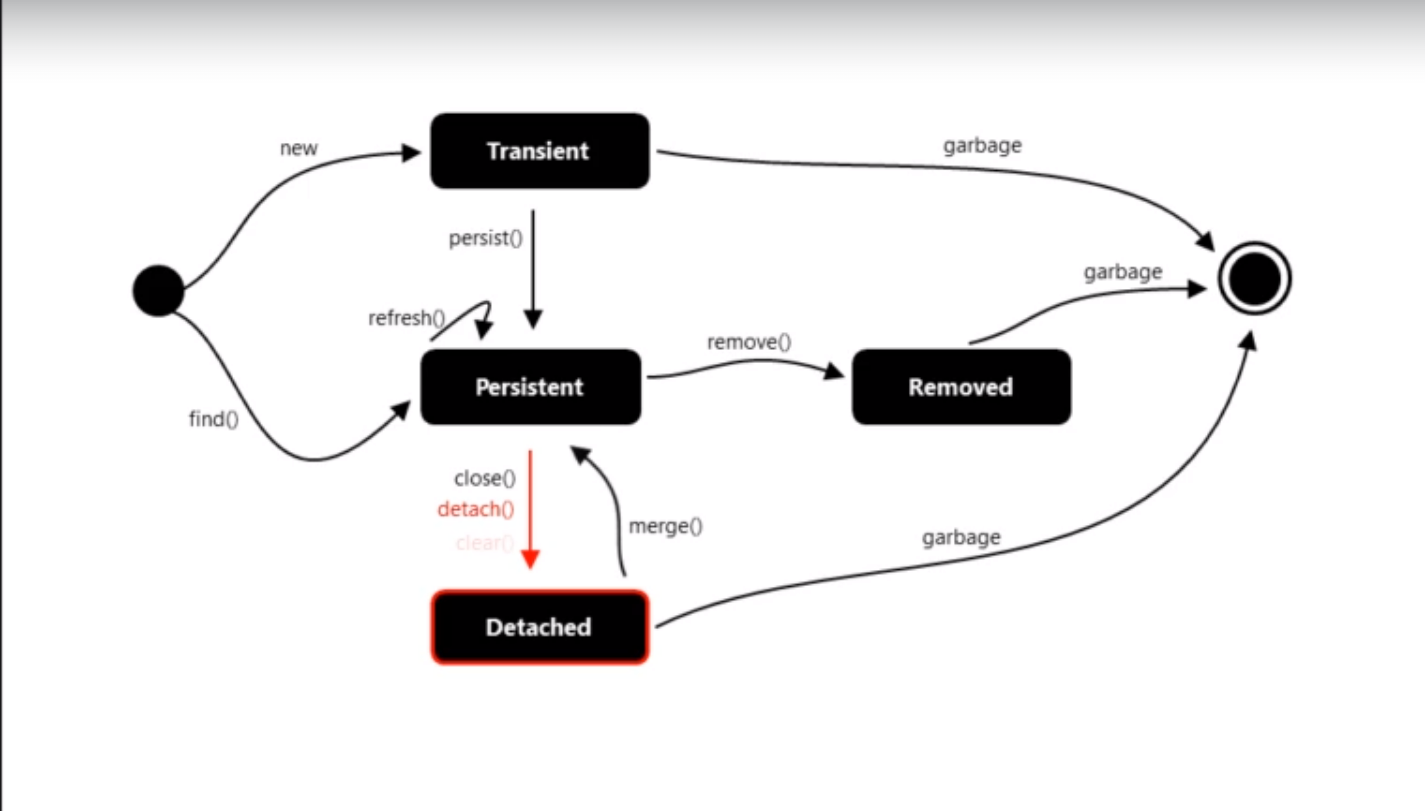 new
Transient
garbage
persist()
garbage
refresh()
remove()
Persistent
Removed
find()
close()
detach()
clear()
merge()
garbage
Detached